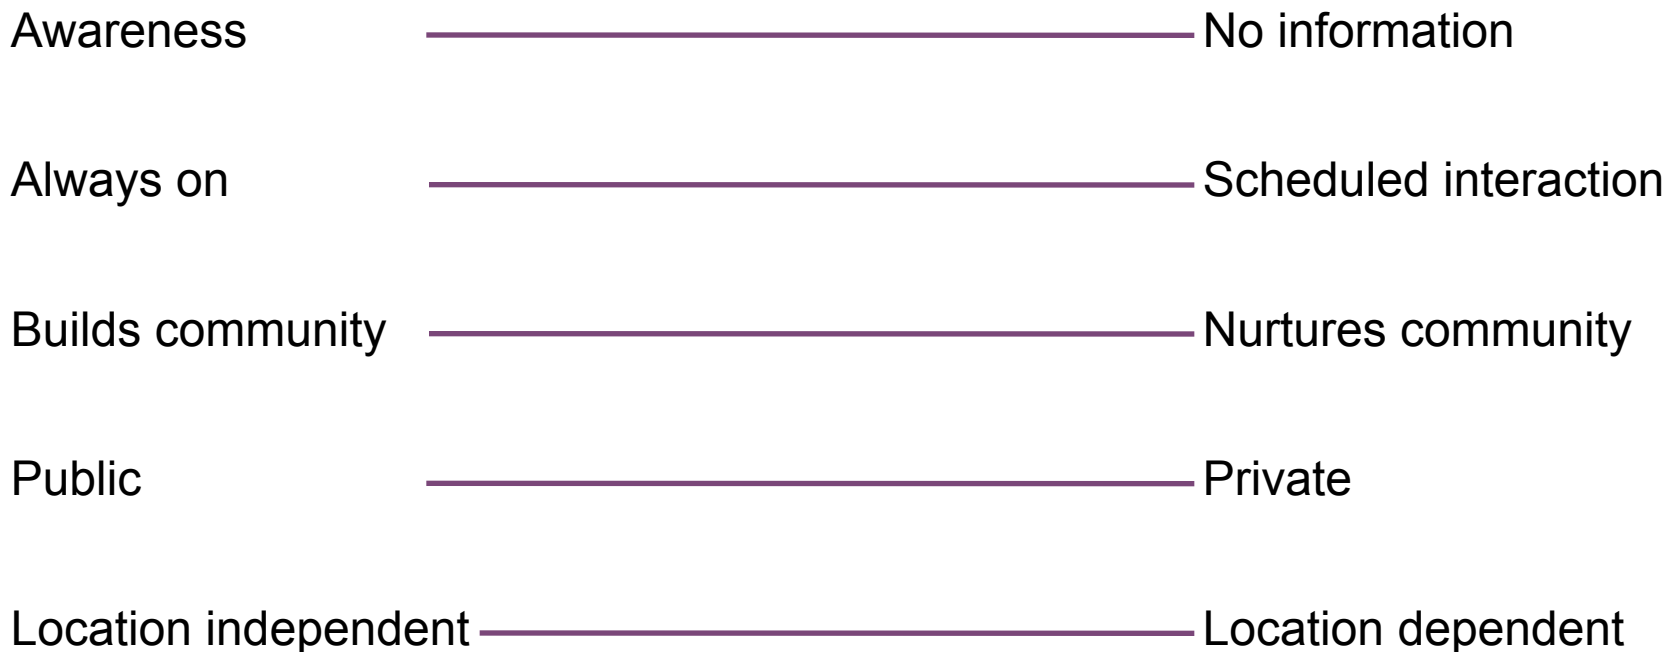 Awareness No information
Always on Scheduled interaction
Builds community Nurtures community
Public Private
Location independent Location dependent